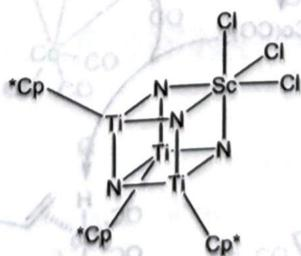 Cl
Cl
*Cp N Sc Cl
Ti N
Ti N
N Ti
*Cp
Cp*